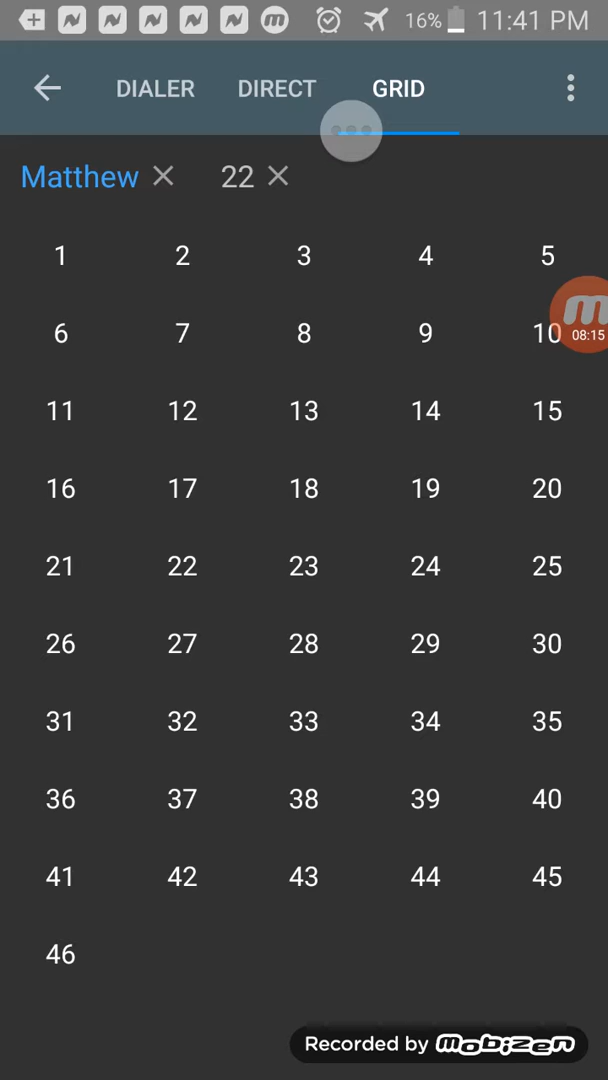 16% 11:41 PM
DIALER DIRECT GRID
Matthew 22
1 2 3 4 5
6 7 8 9 10
08:15
11 12 13 14 15
16 17 18 19 20
21 22 23 24 25
26 27 28 29 30
31 32 33 34 35
36 37 38 39 40
41 42 43 44 45
46
Recorded by mobizen